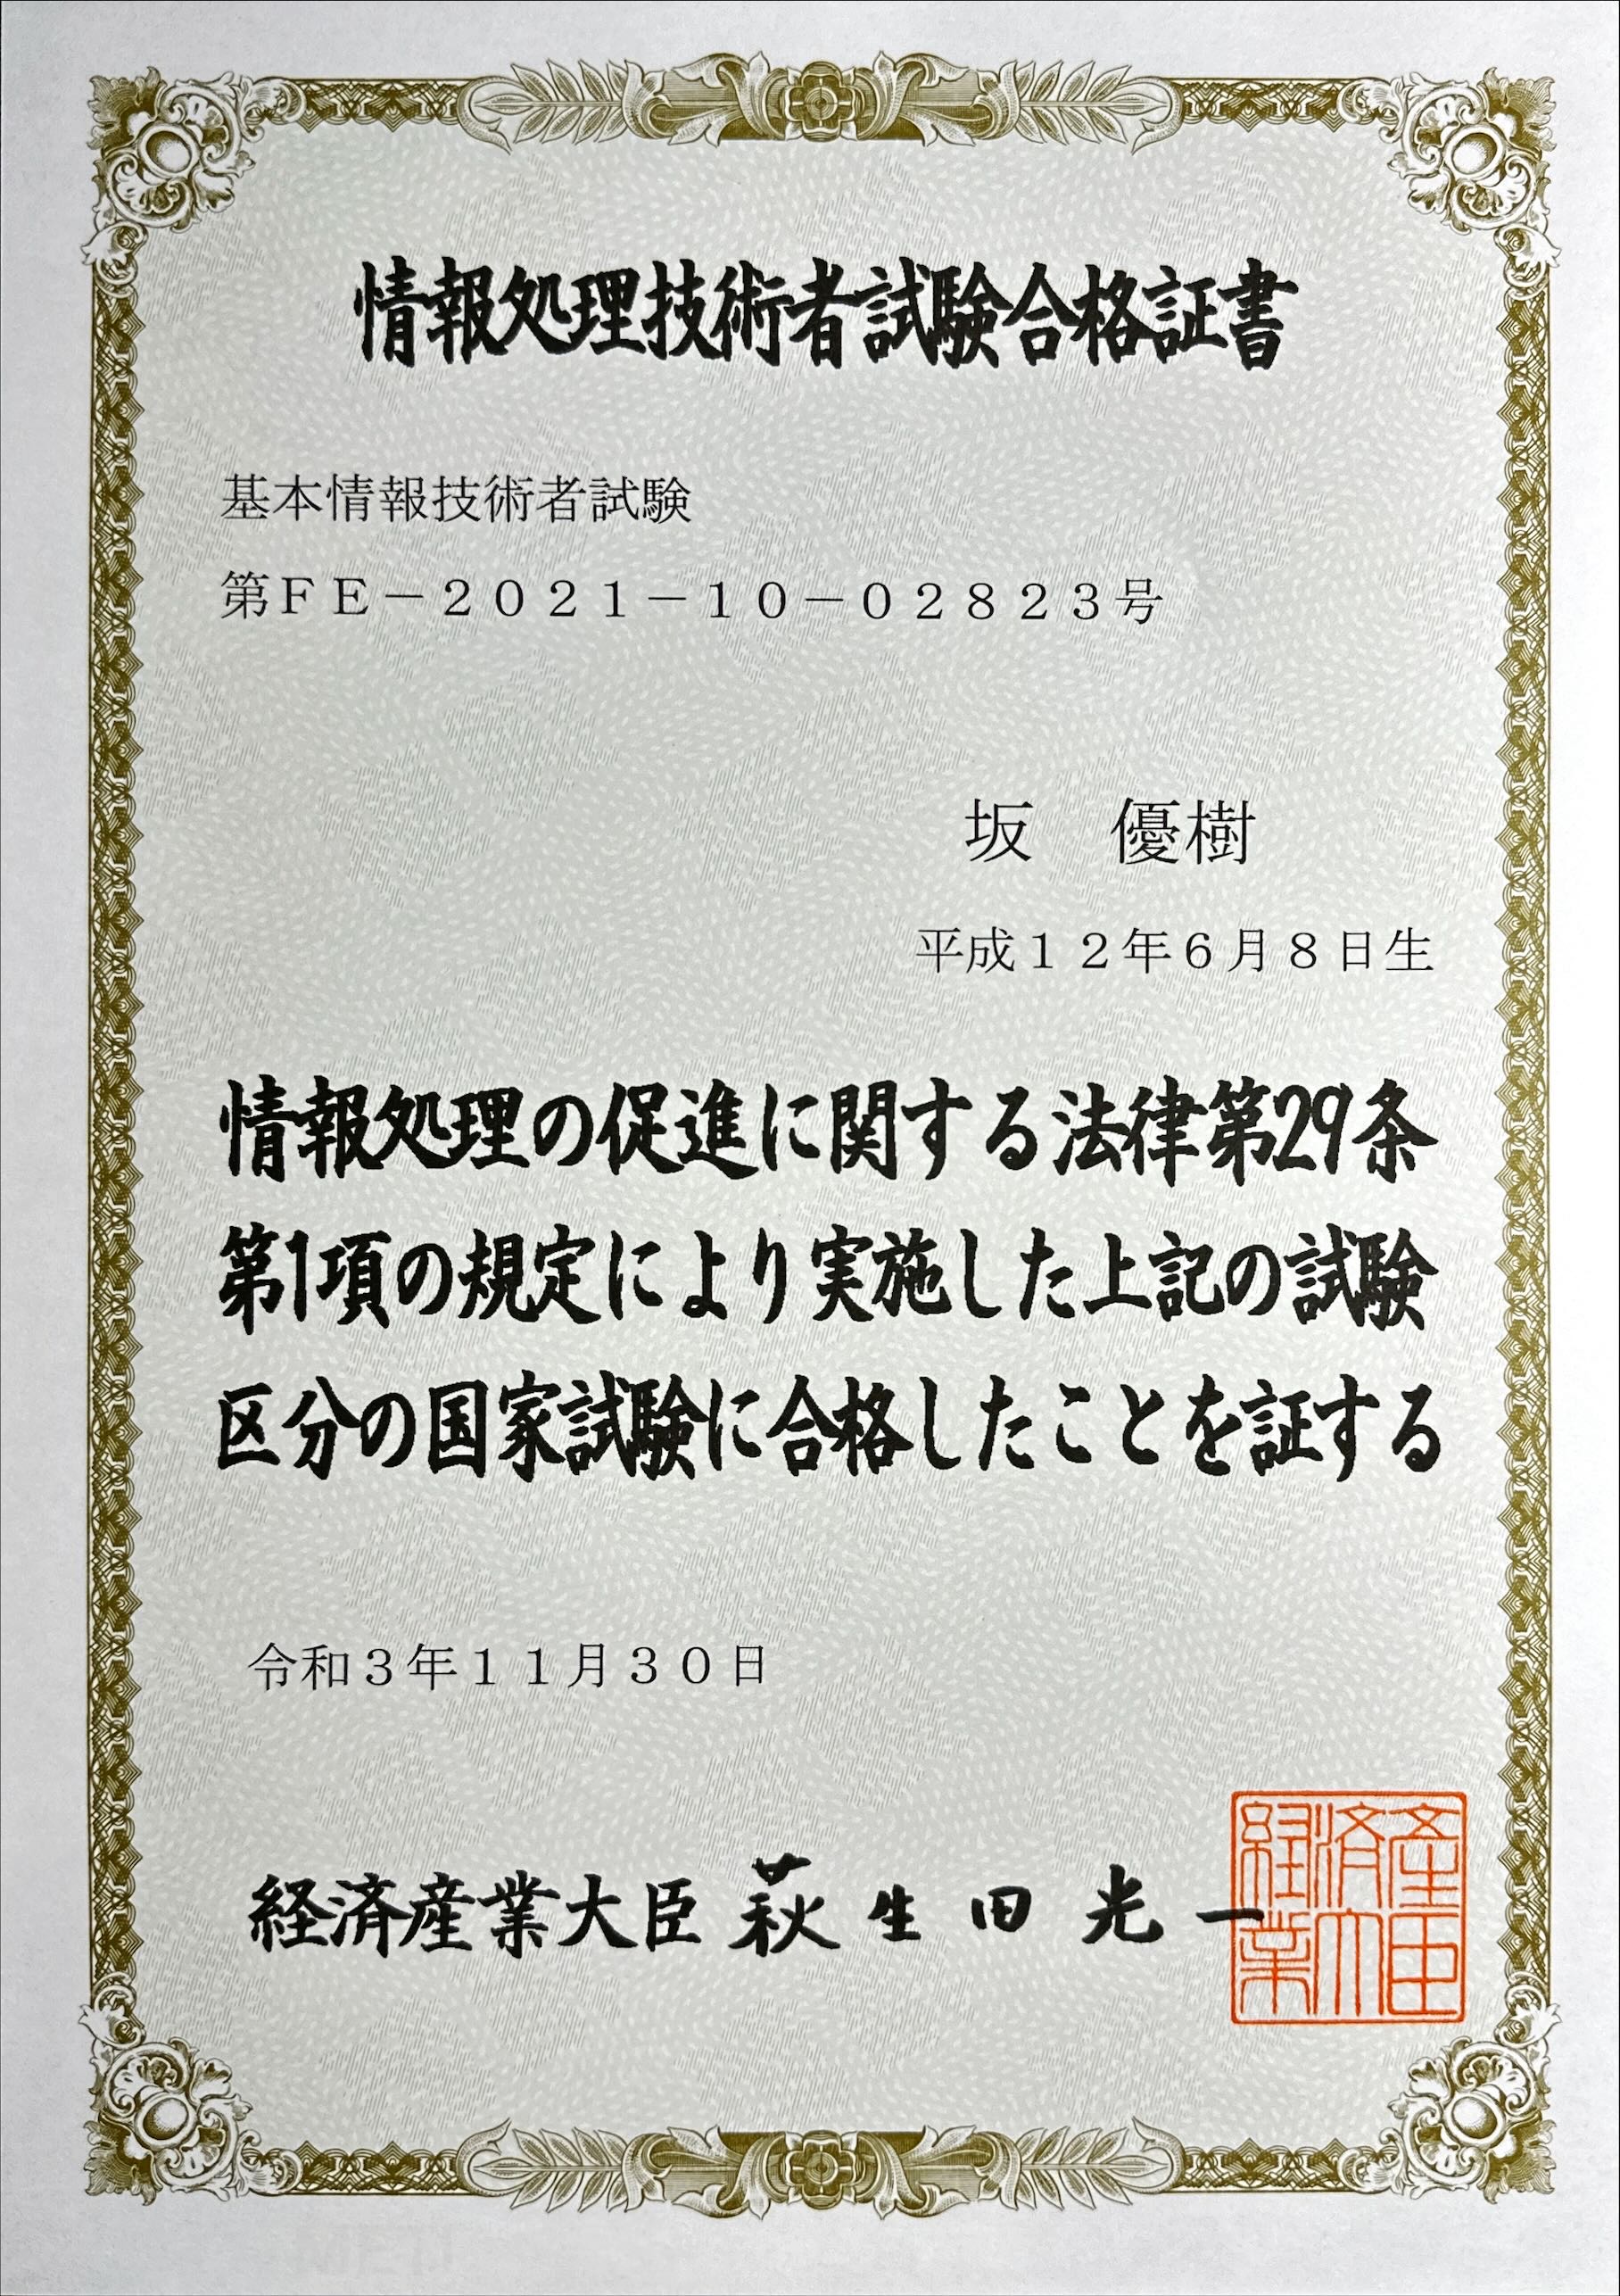 情報処理技術者試験合格証書
基本情報技術者試験
第ＦＥ－２０２１－１０－０２８２３号
坂　優樹
平成１２年６月８日生
情報処理の促進に関する法律第29条
第1項の規定により実施した上記の試験
区分の国家試験に合格したことを証する
令和３年１１月３０日
経済産業大臣 萩生田光一
経済産業大臣